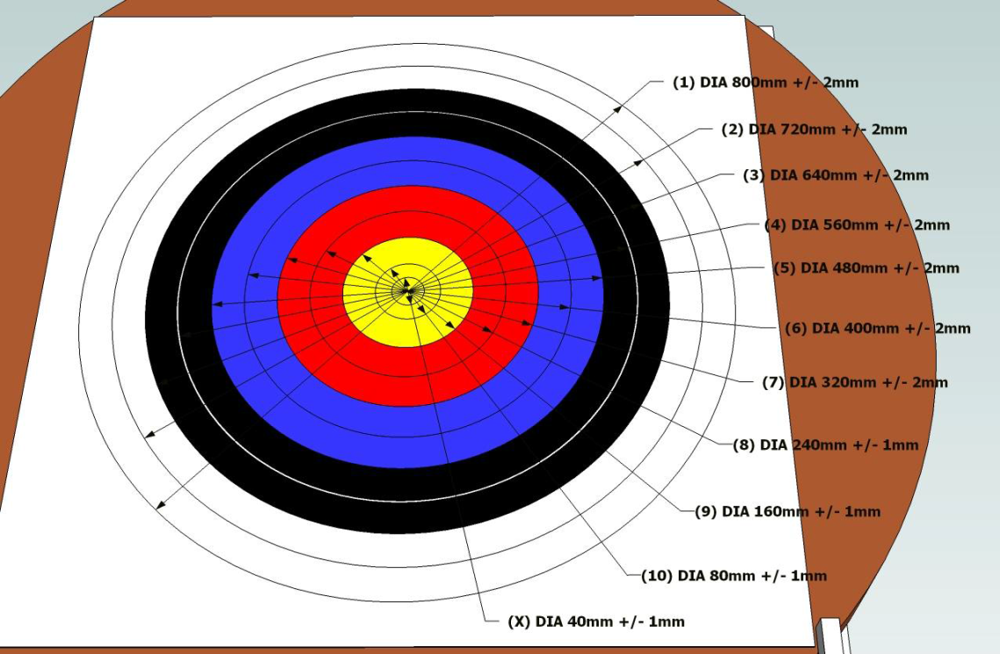 (1) DIA 800mm +/- 2mm
(2) DIA 720mm +/- 2mm
(3) DIA 640mm +/- 2mm
(4) DIA 560mm +/- 2mm
(5) DIA 480mm +/- 2mm
(6) DIA 400mm +/- 2mm
(7) DIA 320mm +/- 2mm
(8) DIA 240mm +/- 1mm
(9) DIA 160mm +/- 1mm
(10) DIA 80mm +/- 1mm
(X) DIA 40mm +/- 1mm